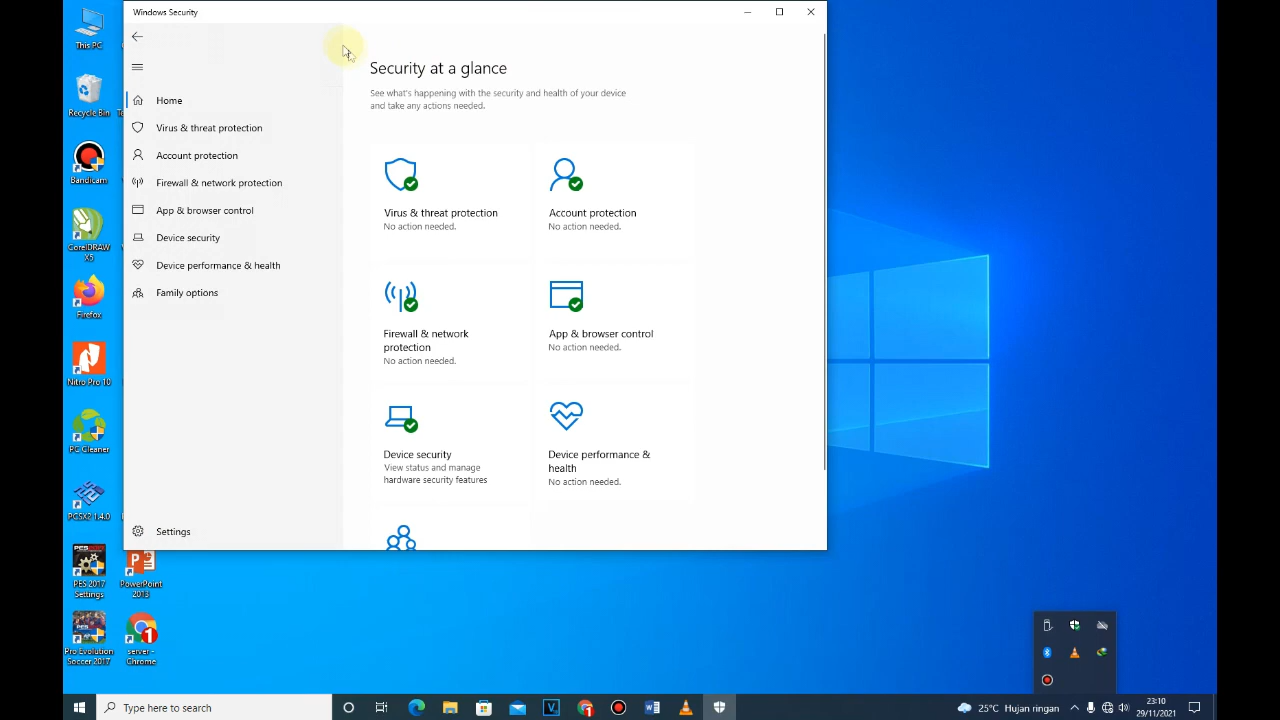 Windows Security
This PC
Recycle Bin
Bandicam
CorelDRAW
X5
Firefox
Nitro Pro 10
PC Cleaner
PCSX2 1.4.0
PES 2017
Settings
PowerPoint
2013
Pro Evolution
Soccer 2017
server -
Chrome
Home
Virus & threat protection
Account protection
Firewall & network protection
App & browser control
Device security
Device performance & health
Family options
Settings
Security at a glance
See what's happening with the security and health of your device
and take any actions needed.
Virus & threat protection
No action needed.
Account protection
No action needed.
Firewall & network
protection
No action needed.
App & browser control
No action needed.
Device security
View status and manage
hardware security features
Device performance &
health
No action needed.
Type here to search
25°C Hujan ringan
23:10
29/11/2021